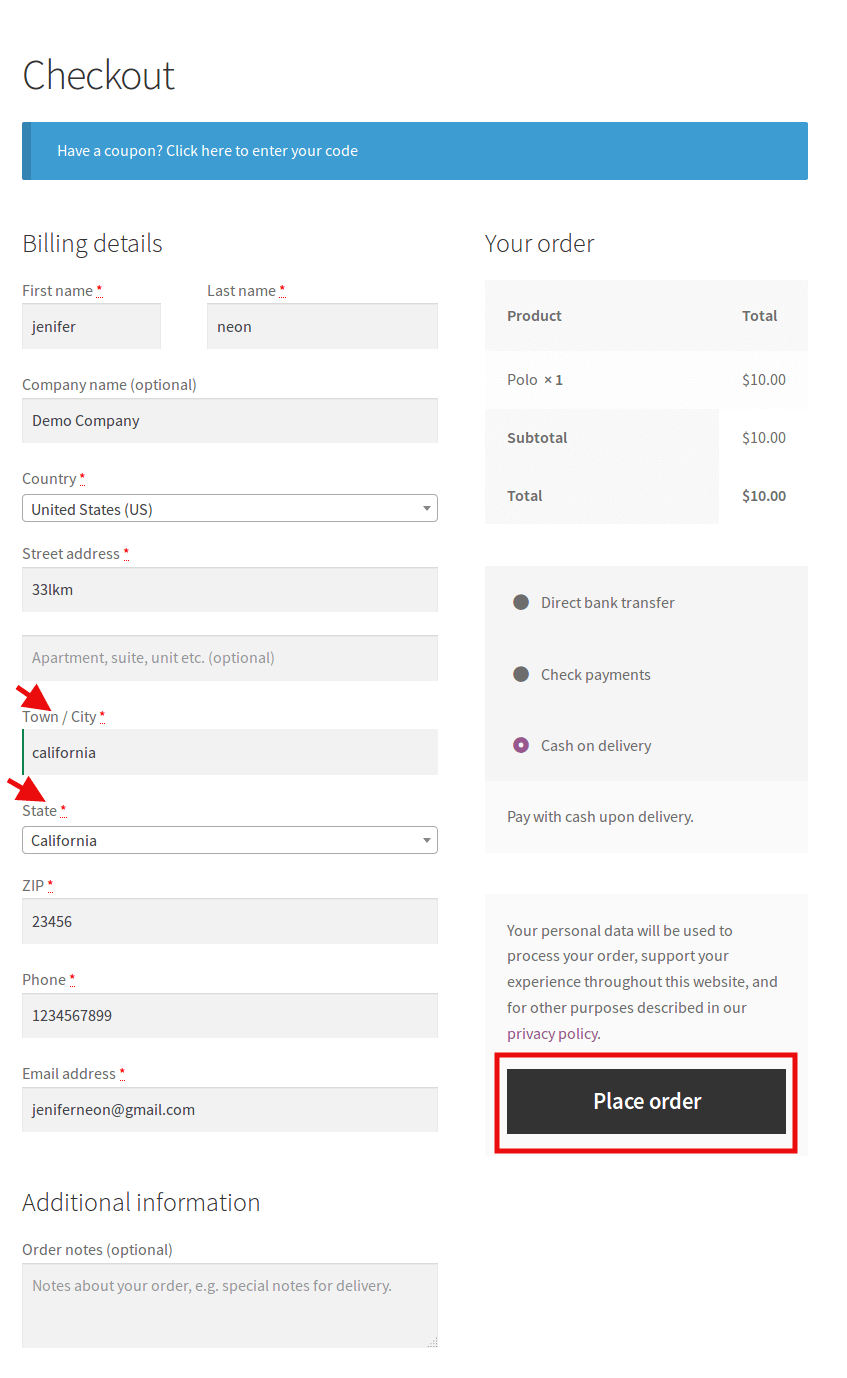 Checkout
Have a coupon? Click here to enter your code
Billing details
First name *
Last name *
jenifer
neon
Company name (optional)
Demo Company
Country *
United States (US)
Street address *
33lkm
Apartment, suite, unit etc. (optional)
Town / City *
california
State *
California
ZIP *
23456
Phone *
1234567899
Email address *
jeniferneon@gmail.com
Additional information
Order notes (optional)
Notes about your order, e.g. special notes for delivery.
Your order
Product Total
Polo × 1 $10.00
Subtotal $10.00
Total $10.00
Direct bank transfer
Check payments
Cash on delivery
Pay with cash upon delivery.
Your personal data will be used to
process your order, support your
experience throughout this website, and
for other purposes described in our
privacy policy.
Place order